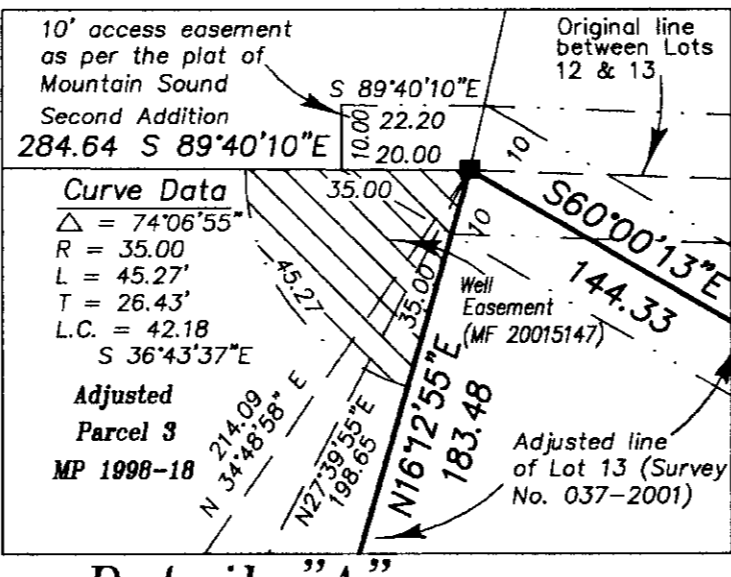 10' access easement
as per the plat of
Mountain Sound
Second Addition
284.64 S 89°40'10"E
S 89°40'10"E
10.00
22.20
20.00
Original line
between Lots
12 & 13
10
S60°00'13"E
144.33
Curve Data
△ = 74°06'55"
R = 35.00
L = 45.27'
T = 26.43'
L.C. = 42.18
S 36°43'37"E
35.00
45.27
35.00
10
Well
Easement
(MF 20015147)
Adjusted
Parcel 3
MP 1998-18
214.09
N 34°48'58" E
N27°39'55"E
198.65
N16°12'55"E
183.48
Adjusted line
of Lot 13 (Survey
No. 037-2001)
"A"